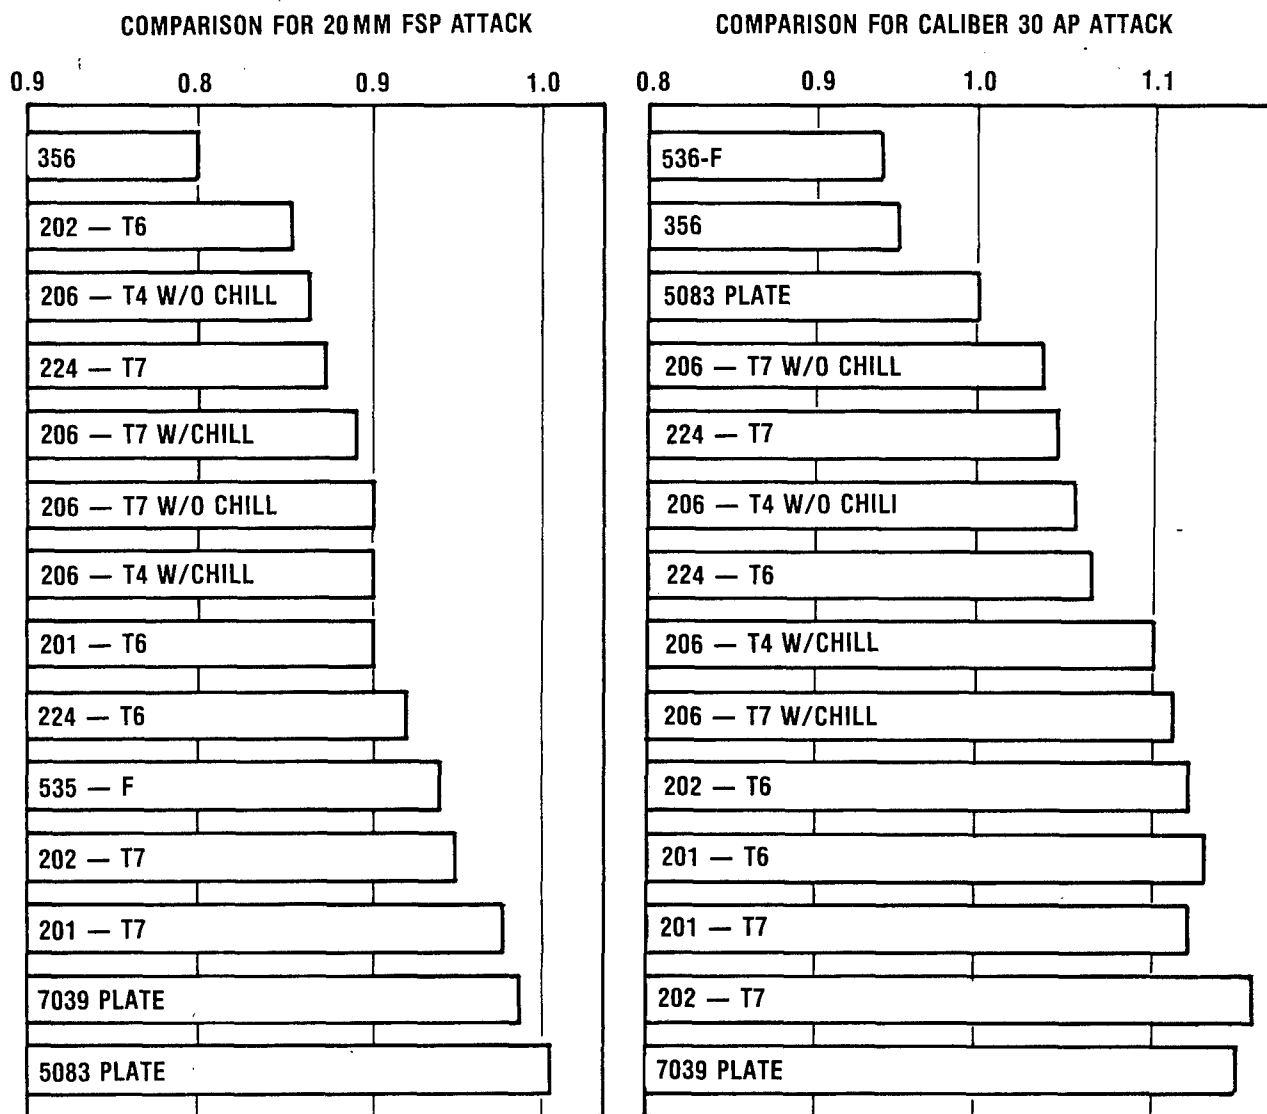 COMPARISON FOR 20MM FSP ATTACK
0.9 0.8 0.9 1.0
356
202 — T6
206 — T4 W/O CHILL
224 — T7
206 — T7 W/CHILL
206 — T7 W/O CHILL
206 — T4 W/CHILL
201 — T6
224 — T6
535 — F
202 — T7
201 — T7
7039 PLATE
5083 PLATE
COMPARISON FOR CALIBER 30 AP ATTACK
0.8 0.9 1.0 1.1
536-F
356
5083 PLATE
206 — T7 W/O CHILL
224 — T7
206 — T4 W/O CHILI
224 — T6
206 — T4 W/CHILL
206 — T7 W/CHILL
202 — T6
201 — T6
201 — T7
202 — T7
7039 PLATE